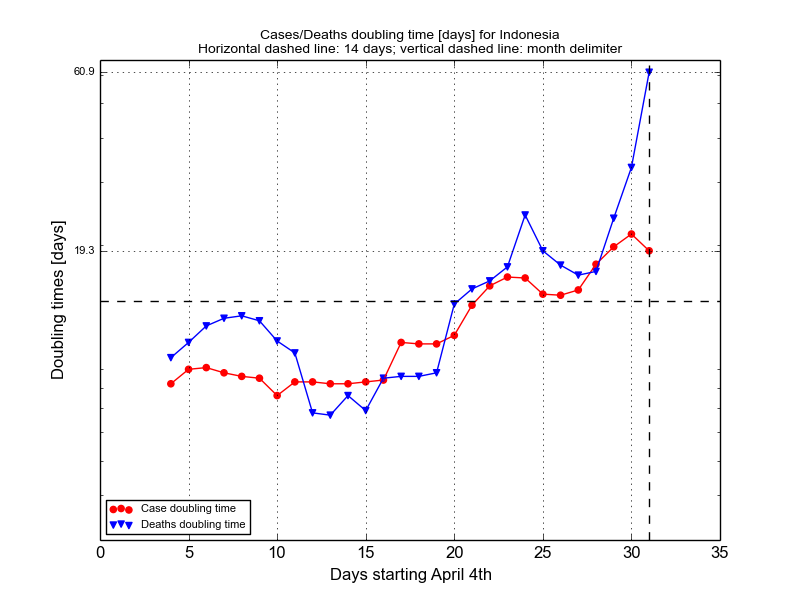 Cases/Deaths doubling time [days] for Indonesia
Horizontal dashed line: 14 days; vertical dashed line: month delimiter
60.9
19.3
Doubling times [days]
Case doubling time
Deaths doubling time
0 5 10 15 20 25 30 35
Days starting April 4th